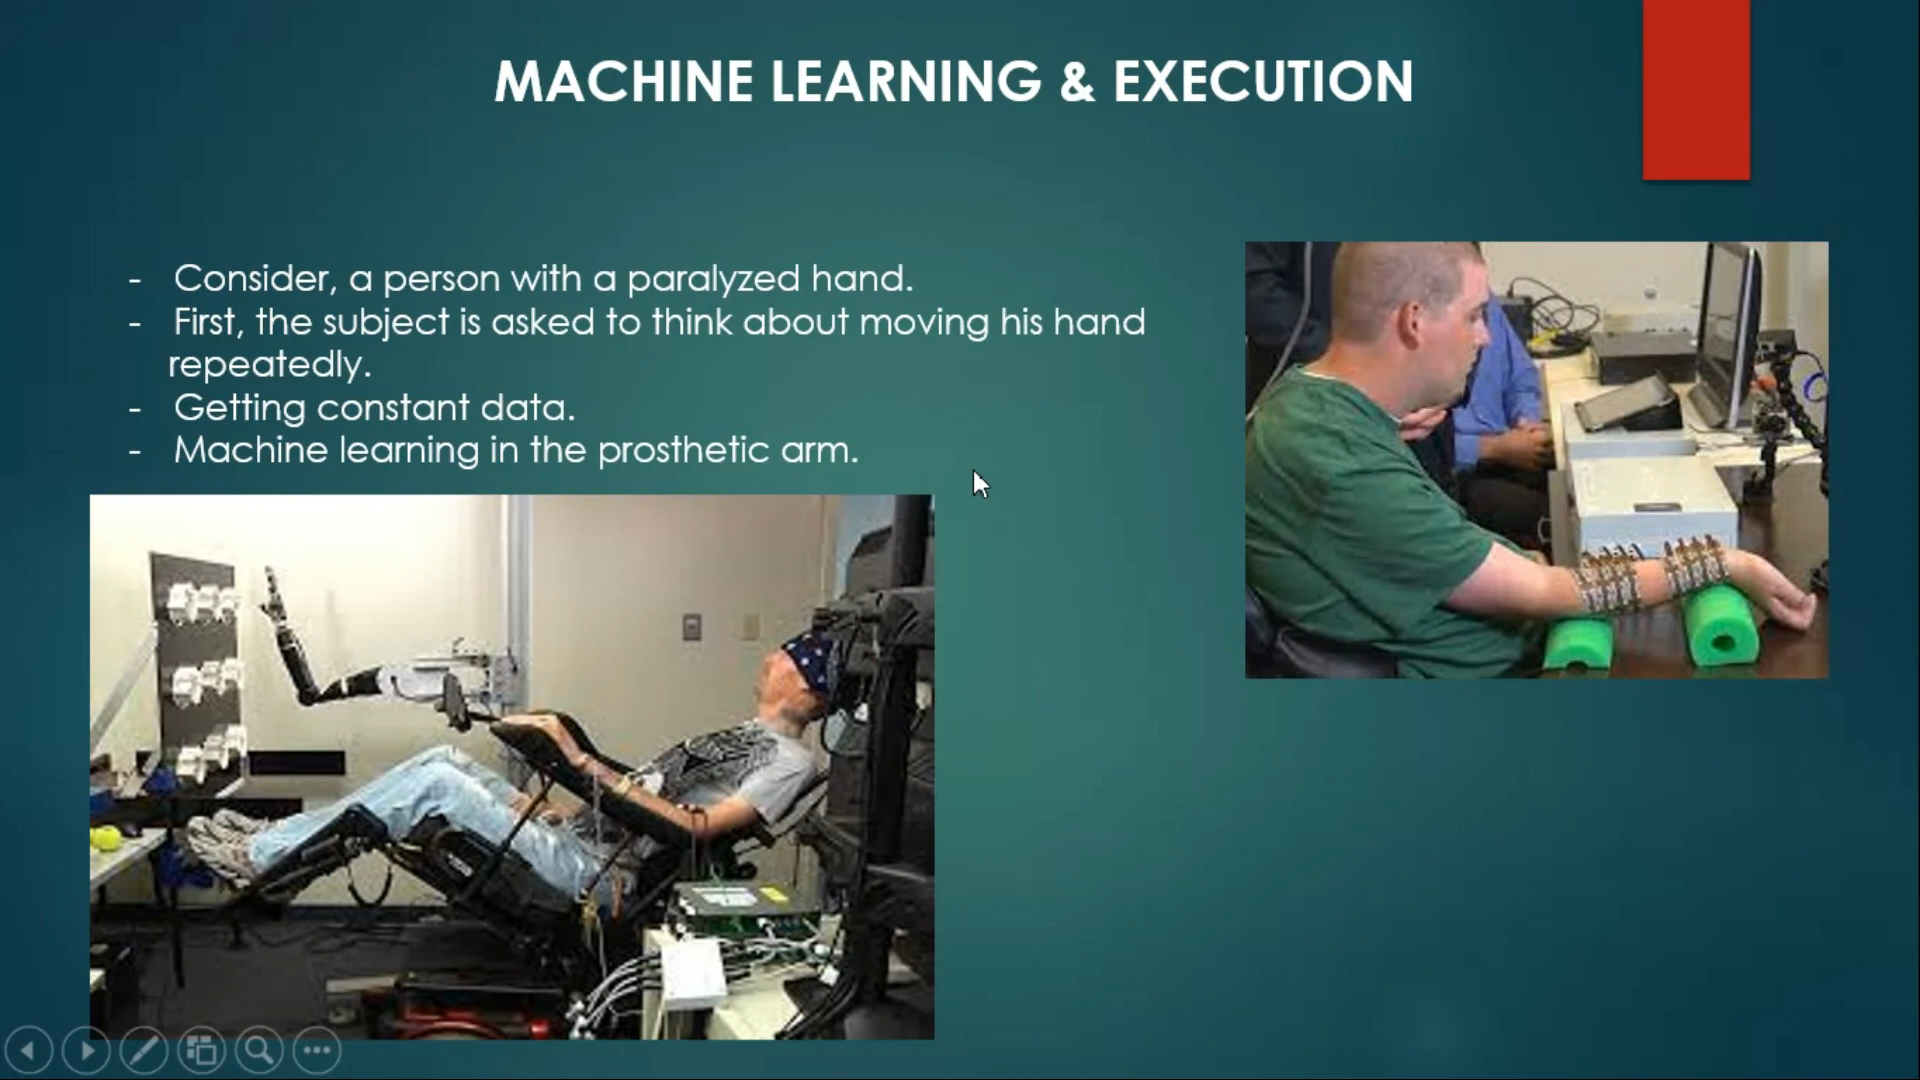 MACHINE LEARNING & EXECUTION
- Consider, a person with a paralyzed hand.
- First, the subject is asked to think about moving his hand
repeatedly.
- Getting constant data.
- Machine learning in the prosthetic arm.